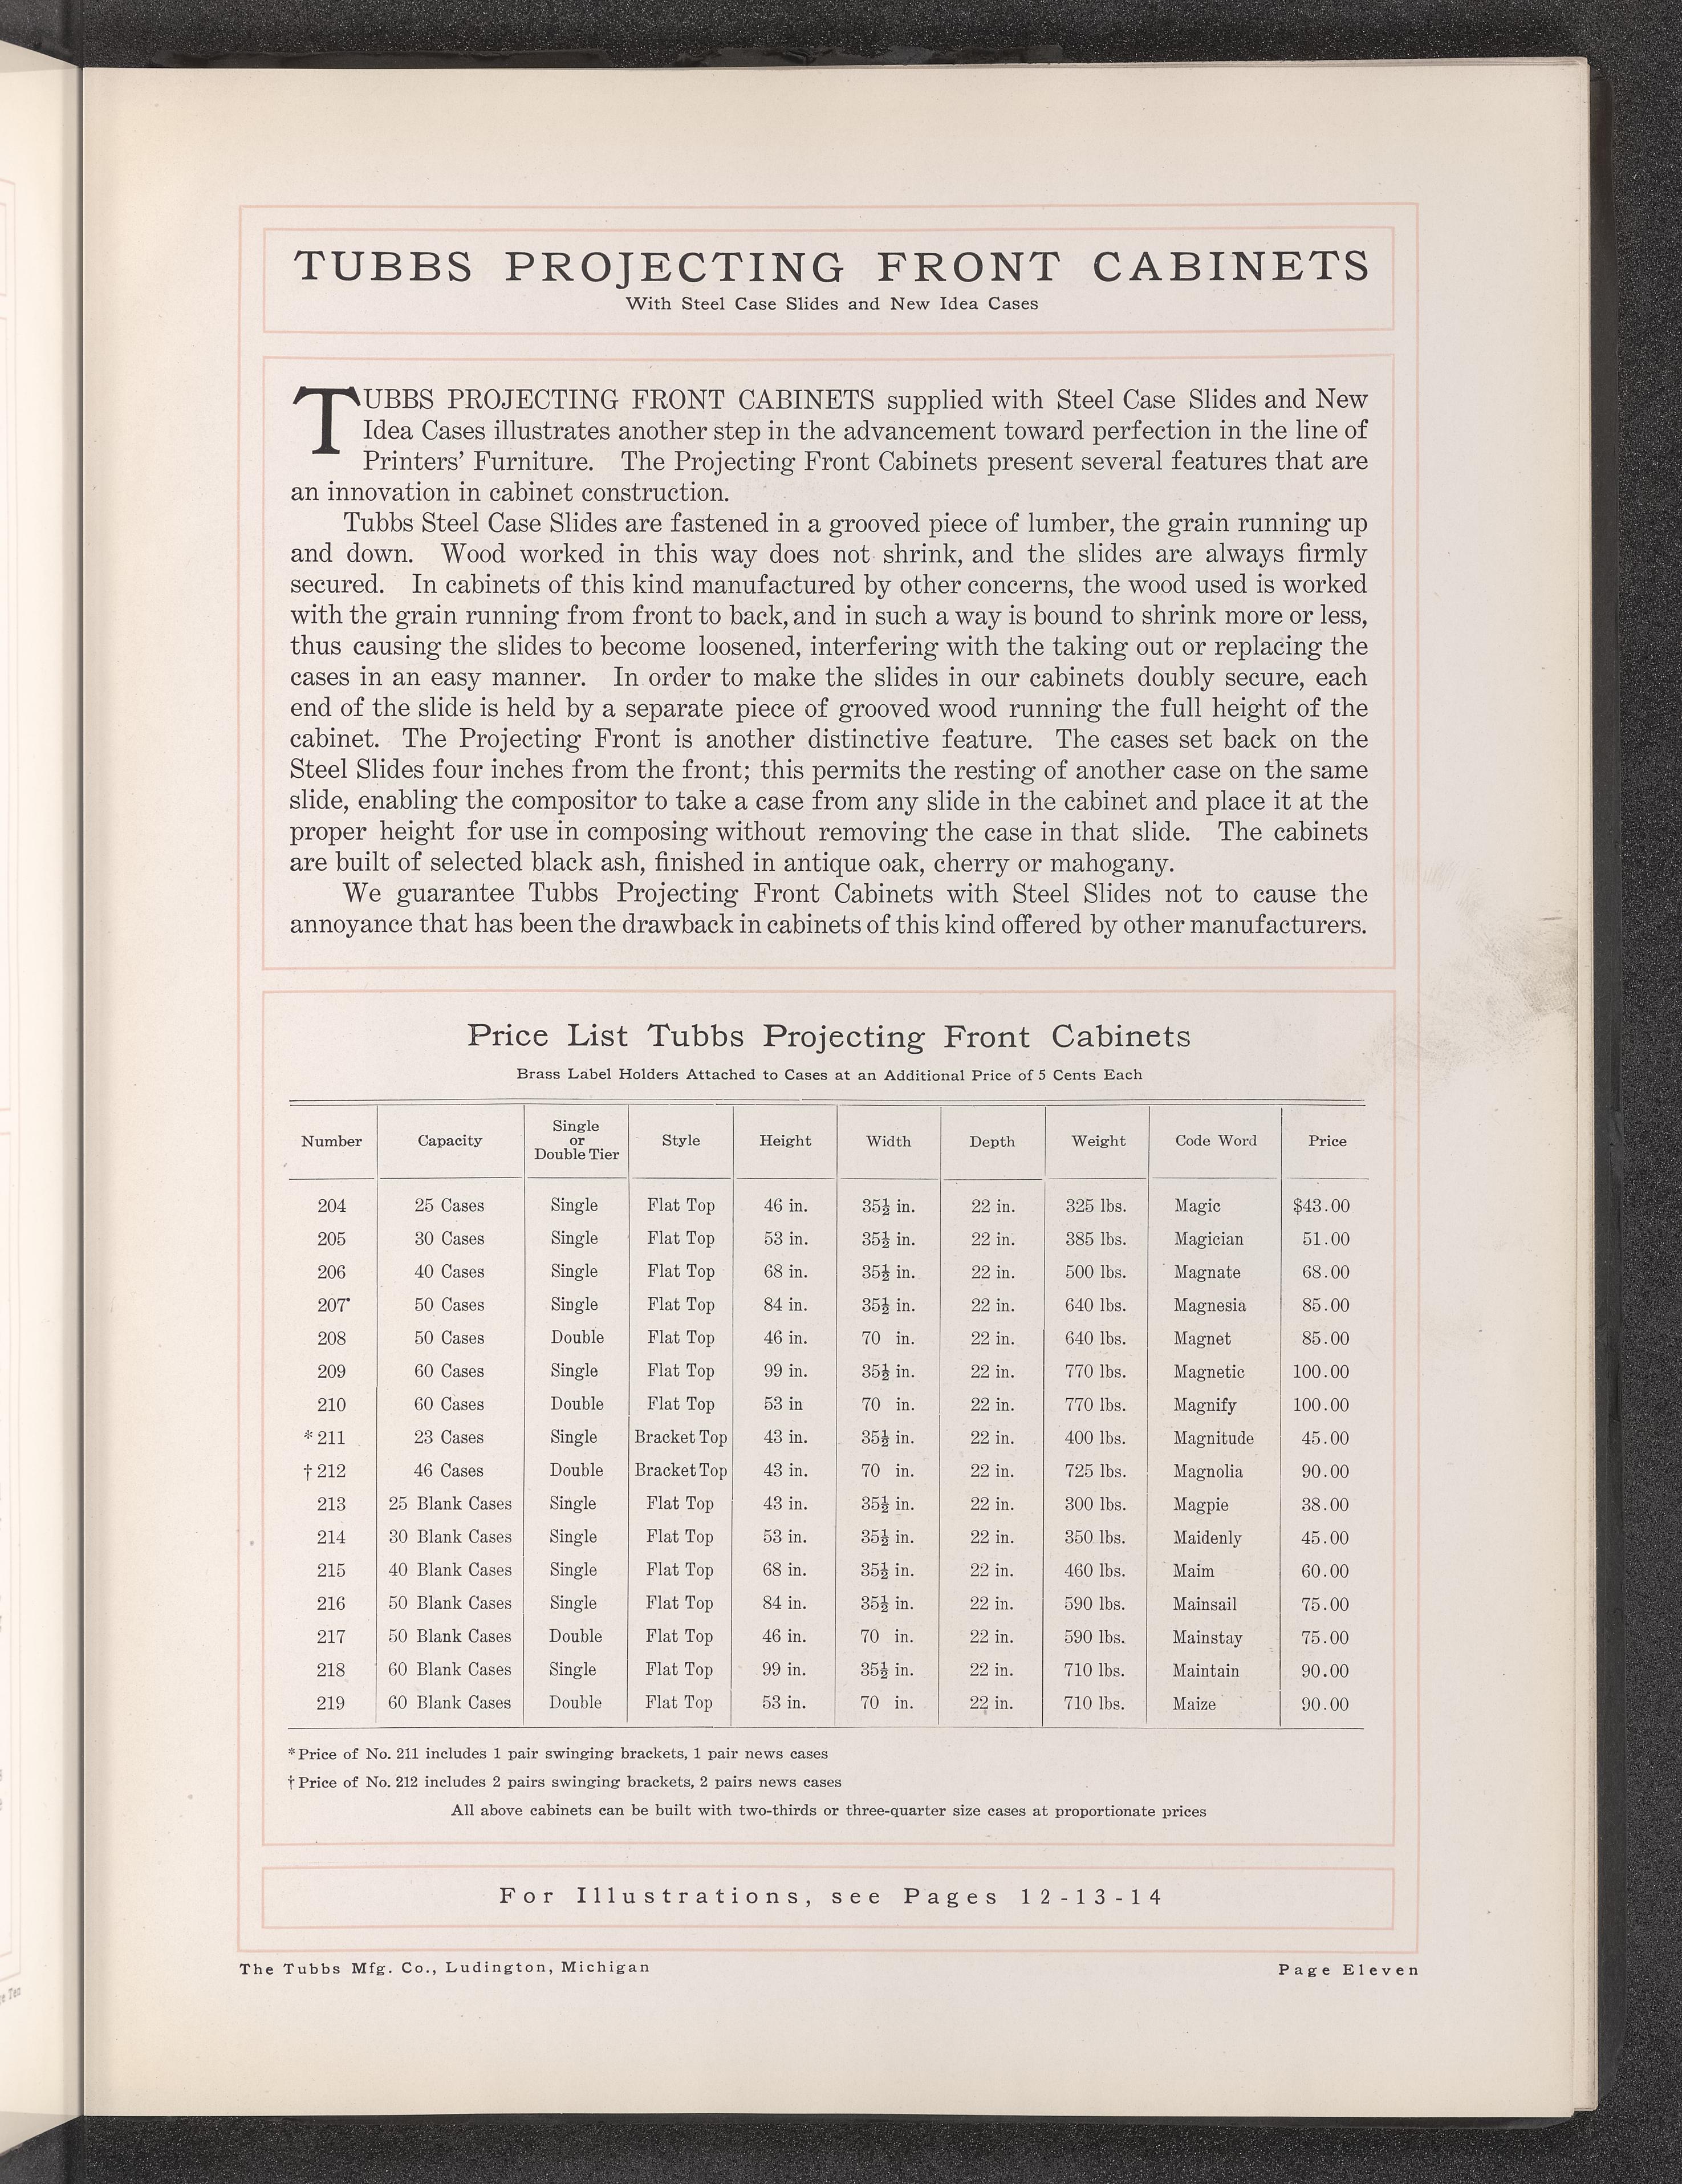 TUBBS PROJECTING FRONT CABINETS
With Steel Case Slides and New Idea Cases
TUBBS PROJECTING FRONT CABINETS supplied with Steel Case Slides and New
Idea Cases illustrates another step in the advancement toward perfection in the line of
Printers' Furniture. The Projecting Front Cabinets present several features that are
an innovation in cabinet construction.
Tubbs Steel Case Slides are fastened in a grooved piece of lumber, the grain running up
and down. Wood worked in this way does not shrink, and the slides are always firmly
secured. In cabinets of this kind manufactured by other concerns, the wood used is worked
with the grain running from front to back, and in such a way is bound to shrink more or less,
thus causing the slides to become loosened, interfering with the taking out or replacing the
cases in an easy manner. In order to make the slides in our cabinets doubly secure, each
end of the slide is held by a separate piece of grooved wood running the full height of the
cabinet. The Projecting Front is another distinctive feature. The cases set back on the
Steel Slides four inches from the front; this permits the resting of another case on the same
slide, enabling the compositor to take a case from any slide in the cabinet and place it at the
proper height for use in composing without removing the case in that slide. The cabinets
are built of selected black ash, finished in antique oak, cherry or mahogany.
We guarantee Tubbs Projecting Front Cabinets with Steel Slides not to cause the
annoyance that has been the drawback in cabinets of this kind offered by other manufacturers.
Price List Tubbs Projecting Front Cabinets
Brass Label Holders Attached to Cases at an Additional Price of 5 Cents Each
Number Capacity Single or Double Tier Style Height Width Depth Weight Code Word Price
204 25 Cases Single Flat Top 46 in. 35½ in. 22 in. 325 lbs. Magic $43.00
205 30 Cases Single Flat Top 53 in. 35½ in. 22 in. 385 lbs. Magician 51.00
206 40 Cases Single Flat Top 68 in. 35½ in. 22 in. 500 lbs. Magnate 68.00
207 50 Cases Single Flat Top 84 in. 35½ in. 22 in. 640 lbs. Magnesia 85.00
208 50 Cases Double Flat Top 46 in. 70 in. 22 in. 640 lbs. Magnet 85.00
209 60 Cases Single Flat Top 99 in. 35½ in. 22 in. 770 lbs. Magnetic 100.00
210 60 Cases Double Flat Top 53 in 70 in. 22 in. 770 lbs. Magnify 100.00
*211 23 Cases Single Bracket Top 43 in. 35½ in. 22 in. 400 lbs. Magnitude 45.00
†212 46 Cases Double Bracket Top 43 in. 70 in. 22 in. 725 lbs. Magnolia 90.00
213 25 Blank Cases Single Flat Top 43 in. 35½ in. 22 in. 300 lbs. Magpie 38.00
214 30 Blank Cases Single Flat Top 53 in. 35½ in. 22 in. 350 lbs. Maidenly 45.00
215 40 Blank Cases Single Flat Top 68 in. 35½ in. 22 in. 460 lbs. Maim 60.00
216 50 Blank Cases Single Flat Top 84 in. 35½ in. 22 in. 590 lbs. Mainsail 75.00
217 50 Blank Cases Double Flat Top 46 in. 70 in. 22 in. 590 lbs. Mainstay 75.00
218 60 Blank Cases Single Flat Top 99 in. 35½ in. 22 in. 710 lbs. Maintain 90.00
219 60 Blank Cases Double Flat Top 53 in. 70 in. 22 in. 710 lbs. Maize 90.00
*Price of No. 211 includes 1 pair swinging brackets, 1 pair news cases
†Price of No. 212 includes 2 pairs swinging brackets, 2 pairs news cases
All above cabinets can be built with two-thirds or three-quarter size cases at proportionate prices
For Illustrations, see Pages 12-13-14
The Tubbs Mfg. Co., Ludington, Michigan
Page Eleven
Ten